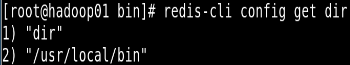 [root@hadoop01 bin]# redis-cli config get dir
1) "dir"
2) "/usr/local/bin"